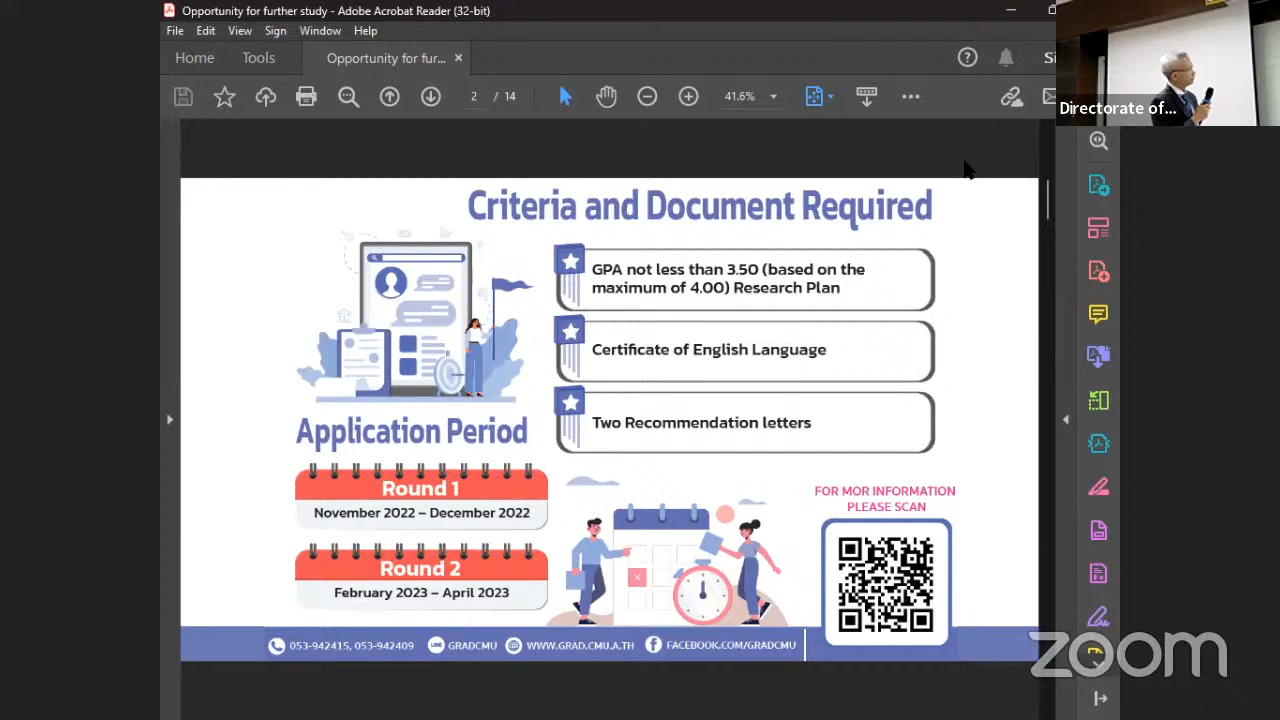 Opportunity for further study - Adobe Acrobat Reader (32-bit)
File Edit View Sign Window Help
Home Tools Opportunity for fur... × Si
2 / 14 41.6%
Directorate of...
Criteria and Document Required
GPA not less than 3.50 (based on the
maximum of 4.00) Research Plan
Certificate of English Language
Two Recommendation letters
Application Period
Round 1
November 2022 – December 2022
Round 2
February 2023 – April 2023
FOR MOR INFORMATION
PLEASE SCAN
053-942415, 053-942409 LINE GRADCMU WWW.GRAD.CMU.A.TH FACEBOOK.COM/GRADCMU
zoom